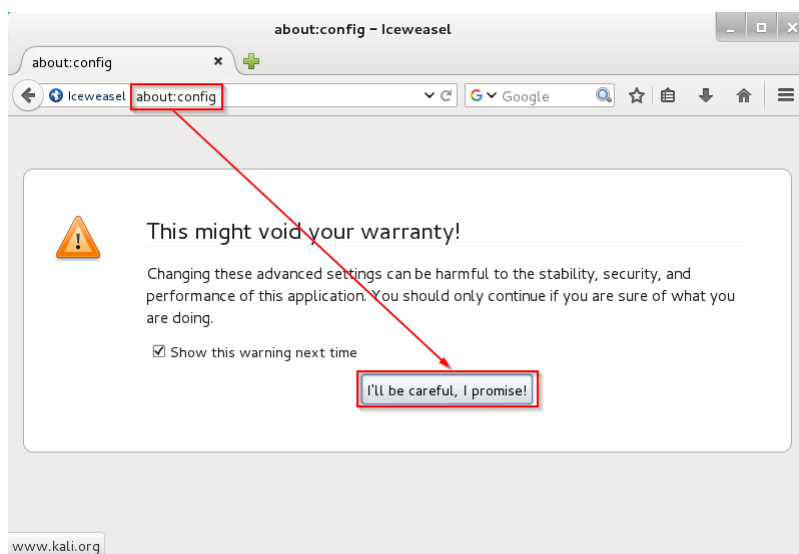 about:config - Iceweasel
about:config
Iceweasel about:config Google
This might void your warranty!
Changing these advanced settings can be harmful to the stability, security, and
performance of this application. You should only continue if you are sure of what you
are doing.
Show this warning next time
I'll be careful, I promise!
www.kali.org